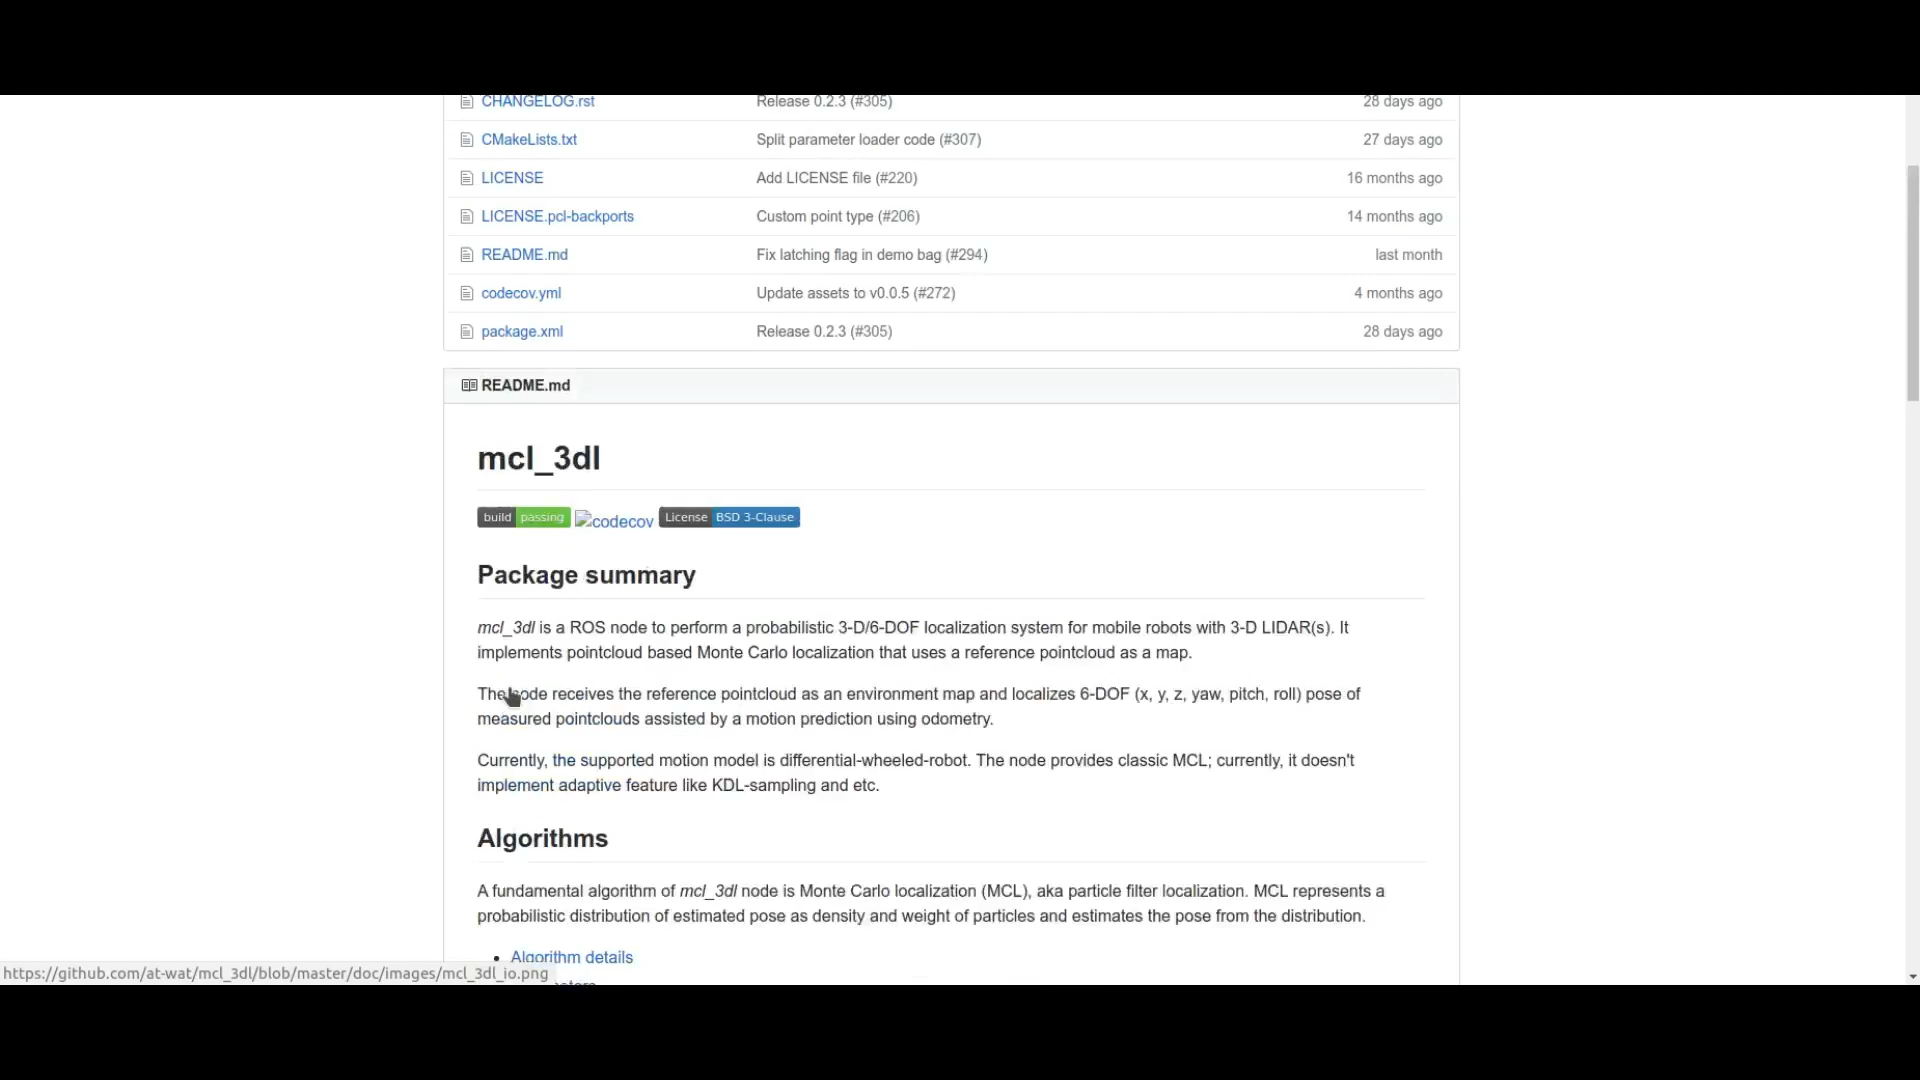 CHANGELOG.rst Release 0.2.3 (#305) 28 days ago
CMakeLists.txt Split parameter loader code (#307) 27 days ago
LICENSE Add LICENSE file (#220) 16 months ago
LICENSE.pcl-backports Custom point type (#206) 14 months ago
README.md Fix latching flag in demo bag (#294) last month
codecov.yml Update assets to v0.0.5 (#272) 4 months ago
package.xml Release 0.2.3 (#305) 28 days ago
README.md
mcl_3dl
build passing codecov License BSD 3-Clause
Package summary
mcl_3dl is a ROS node to perform a probabilistic 3-D/6-DOF localization system for mobile robots with 3-D LIDAR(s). It
implements pointcloud based Monte Carlo localization that uses a reference pointcloud as a map.
The node receives the reference pointcloud as an environment map and localizes 6-DOF (x, y, z, yaw, pitch, roll) pose of
measured pointclouds assisted by a motion prediction using odometry.
Currently, the supported motion model is differential-wheeled-robot. The node provides classic MCL; currently, it doesn't
implement adaptive feature like KDL-sampling and etc.
Algorithms
A fundamental algorithm of mcl_3dl node is Monte Carlo localization (MCL), aka particle filter localization. MCL represents a
probabilistic distribution of estimated pose as density and weight of particles and estimates the pose from the distribution.
• Algorithm details
https://github.com/at-wat/mcl_3dl/blob/master/doc/images/mcl_3dl_io.png